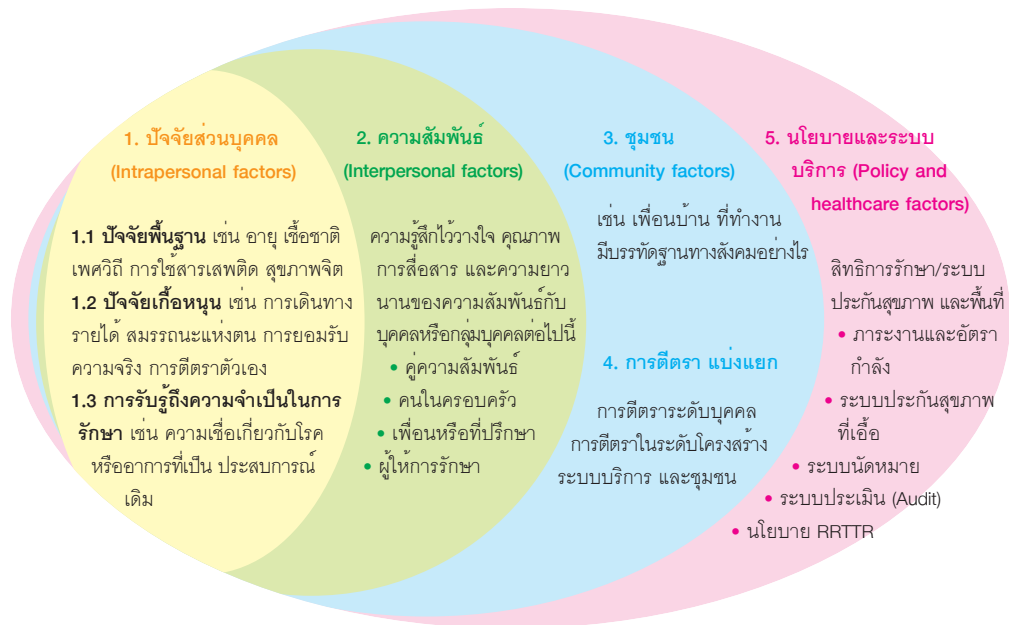 1. ปัจจัยส่วนบุคคล
(Intrapersonal factors)
1.1 ปัจจัยพื้นฐาน เช่น อายุ เชื้อชาติ
เพศวิถี การใช้สารเสพติด สุขภาพจิต
1.2 ปัจจัยเกื้อหนุน เช่น การเดินทาง
รายได้ สมรรถนะแห่งตน การยอมรับ
ความจริง การตีตราตัวเอง
1.3 การรับรู้ถึงความจำเป็นในการ
รักษา เช่น ความเชื่อเกี่ยวกับโรค
หรืออาการที่เป็น ประสบการณ์
เดิม
2. ความสัมพันธ์
(Interpersonal factors)
ความรู้สึกไว้วางใจ คุณภาพ
การสื่อสาร และความยาว
นานของความสัมพันธ์กับ
บุคคลหรือกลุ่มบุคคลต่อไปนี้
• คู่ความสัมพันธ์
• คนในครอบครัว
• เพื่อนหรือที่ปรึกษา
• ผู้ให้การรักษา
3. ชุมชน
(Community factors)
เช่น เพื่อนบ้าน ที่ทำงาน
มีบรรทัดฐานทางสังคมอย่างไร
4. การตีตรา แบ่งแยก
การตีตราระดับบุคคล
การตีตราในระดับโครงสร้าง
ระบบบริการ และชุมชน
5. นโยบายและระบบ
บริการ (Policy and
healthcare factors)
สิทธิการรักษา/ระบบ
ประกันสุขภาพ และพื้นที่
• ภาระงานและอัตรา
กำลัง
• ระบบประกันสุขภาพ
ที่เอื้อ
• ระบบนัดหมาย
• ระบบประเมิน (Audit)
• นโยบาย RRTTR